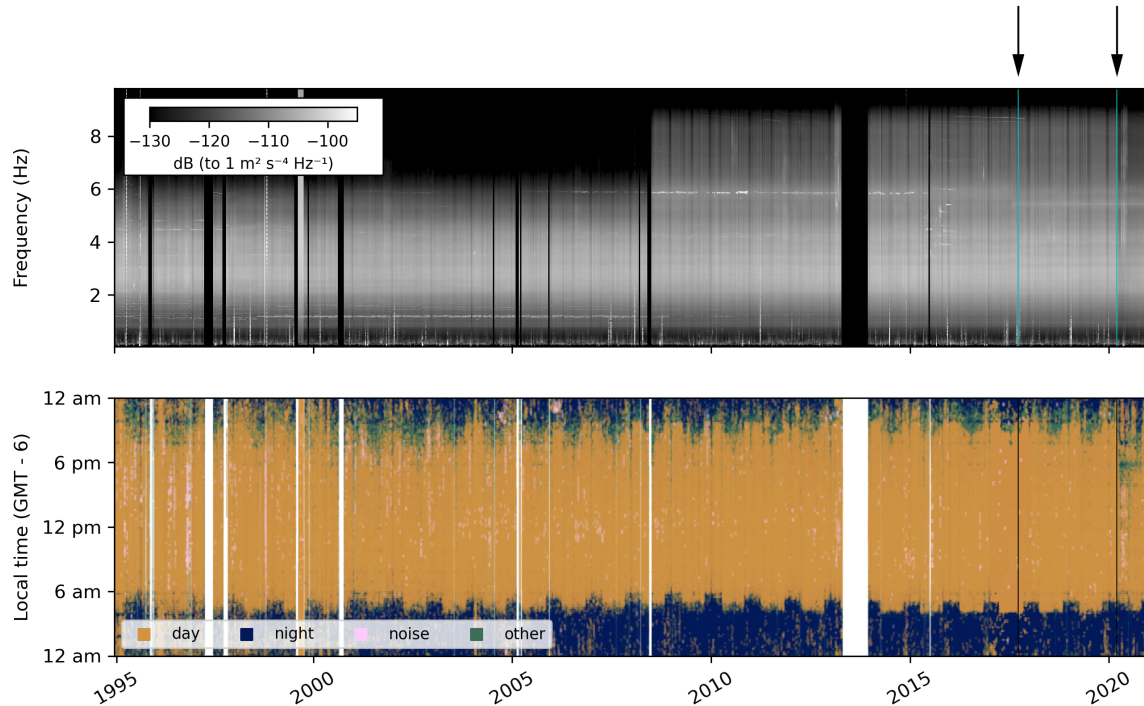 −130 −120 −110 −100
dB (to 1 m² s⁻⁴ Hz⁻¹)
Frequency (Hz)
8
6
4
2
Local time (GMT - 6)
12 am
6 pm
12 pm
6 am
12 am
day night noise other
1995 2000 2005 2010 2015 2020